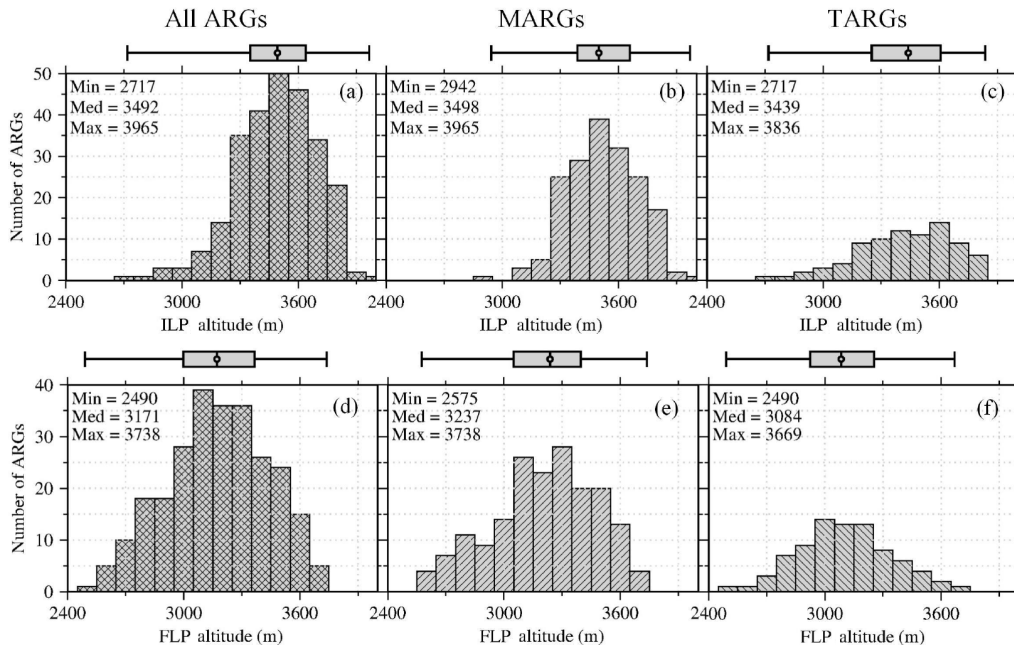 All ARGs MARGs TARGs
50
40
30
20
10
0
Number of ARGs
Min = 2717
Med = 3492
Max = 3965
(a)
Min = 2942
Med = 3498
Max = 3965
(b)
Min = 2717
Med = 3439
Max = 3836
(c)
2400 3000 3600 2400 3000 3600 2400 3000 3600
ILP altitude (m) ILP altitude (m) ILP altitude (m)
40
30
20
10
0
Number of ARGs
Min = 2490
Med = 3171
Max = 3738
(d)
Min = 2575
Med = 3237
Max = 3738
(e)
Min = 2490
Med = 3084
Max = 3669
(f)
2400 3000 3600 2400 3000 3600 2400 3000 3600
FLP altitude (m) FLP altitude (m) FLP altitude (m)